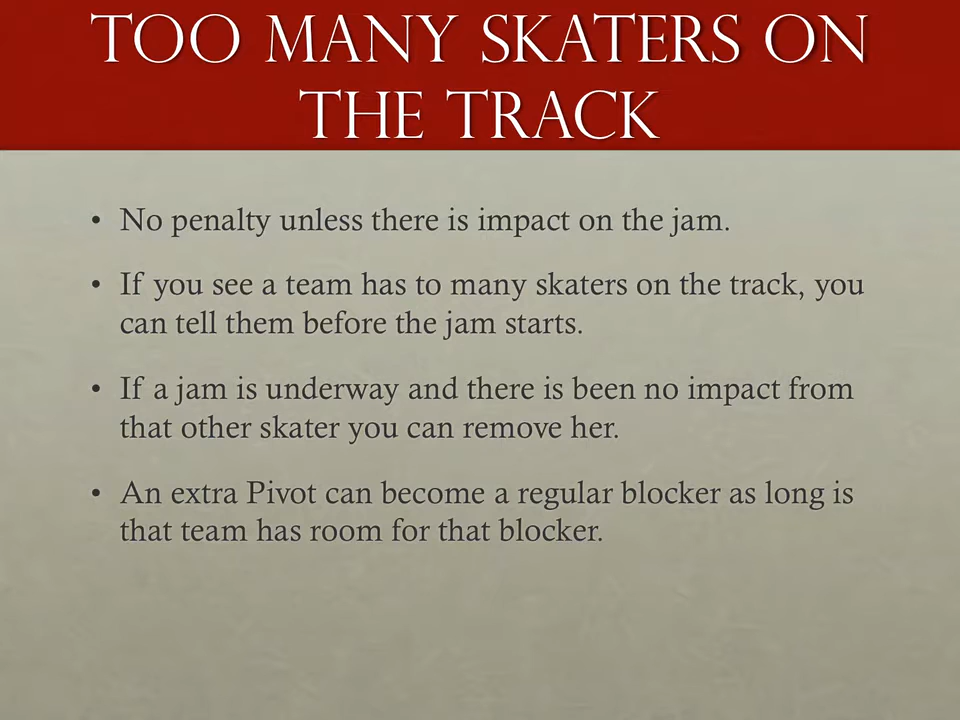 TOO MANY SKATERS ON
THE TRACK
• No penalty unless there is impact on the jam.
• If you see a team has to many skaters on the track, you
can tell them before the jam starts.
• If a jam is underway and there is been no impact from
that other skater you can remove her.
• An extra Pivot can become a regular blocker as long is
that team has room for that blocker.